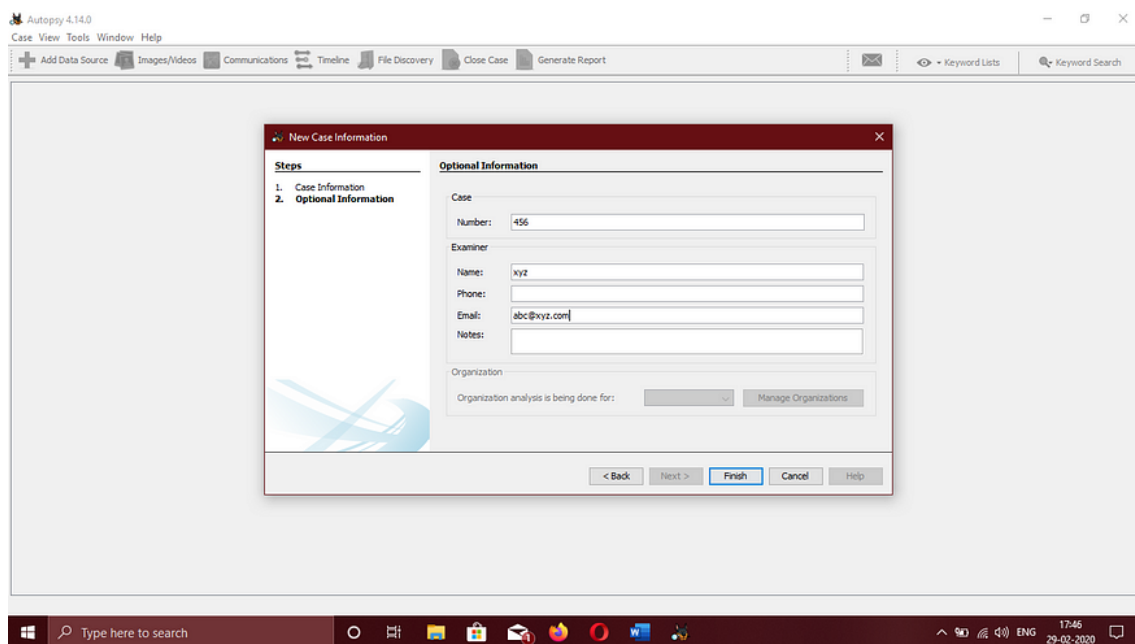 Autopsy 4.14.0
Case View Tools Window Help
Add Data Source Images/Videos Communications Timeline File Discovery Close Case Generate Report Keyword Lists Keyword Search
New Case Information
Steps
1. Case Information
2. Optional Information
Optional Information
Case
Number: 456
Examiner
Name: xyz
Phone:
Email: abc@xyz.com
Notes:
Organization
Organization analysis is being done for: Manage Organizations
< Back Next > Finish Cancel Help
Type here to search
ENG
17:46
29-02-2020